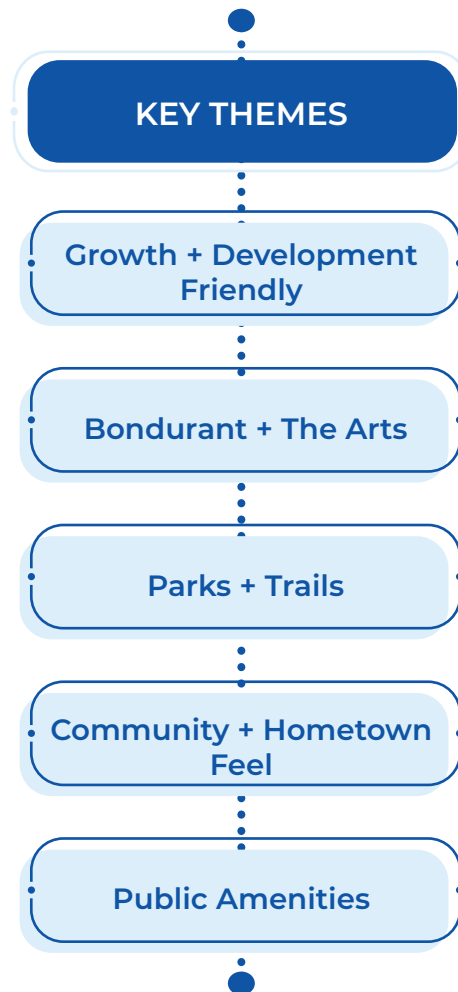 KEY THEMES
Growth + Development
Friendly
Bondurant + The Arts
Parks + Trails
Community + Hometown
Feel
Public Amenities